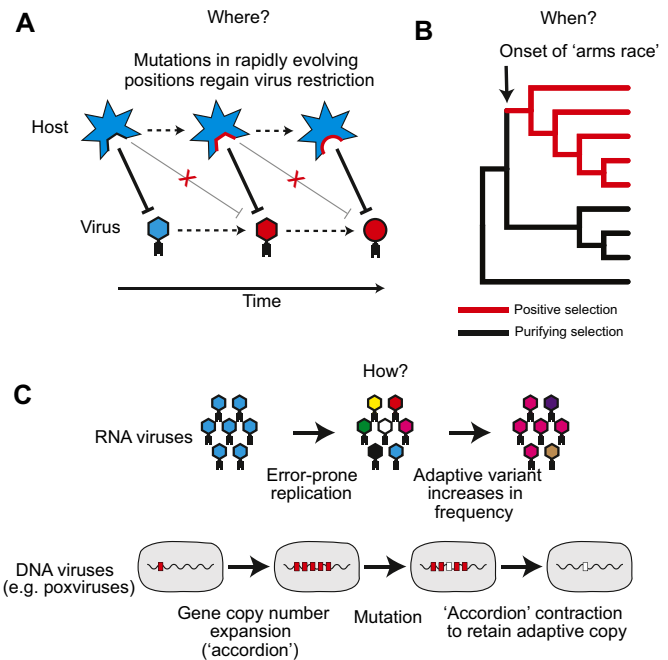 A
Where?
Mutations in rapidly evolving
positions regain virus restriction
Host
Virus
Time
B
When?
Onset of ‘arms race’
Positive selection
Purifying selection
C
How?
RNA viruses
Error-prone
replication
Adaptive variant
increases in
frequency
DNA viruses
(e.g. poxviruses)
Gene copy number
expansion
(‘accordion’)
Mutation
‘Accordion’ contraction
to retain adaptive copy